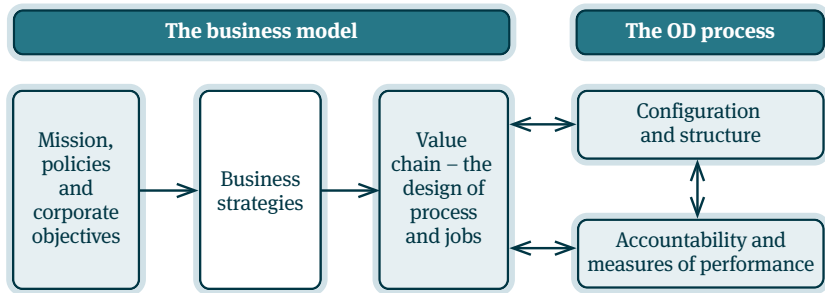 The business model
The OD process
Mission,
policies
and
corporate
objectives
Business
strategies
Value
chain – the
design of
process
and jobs
Configuration
and structure
Accountability and
measures of performance